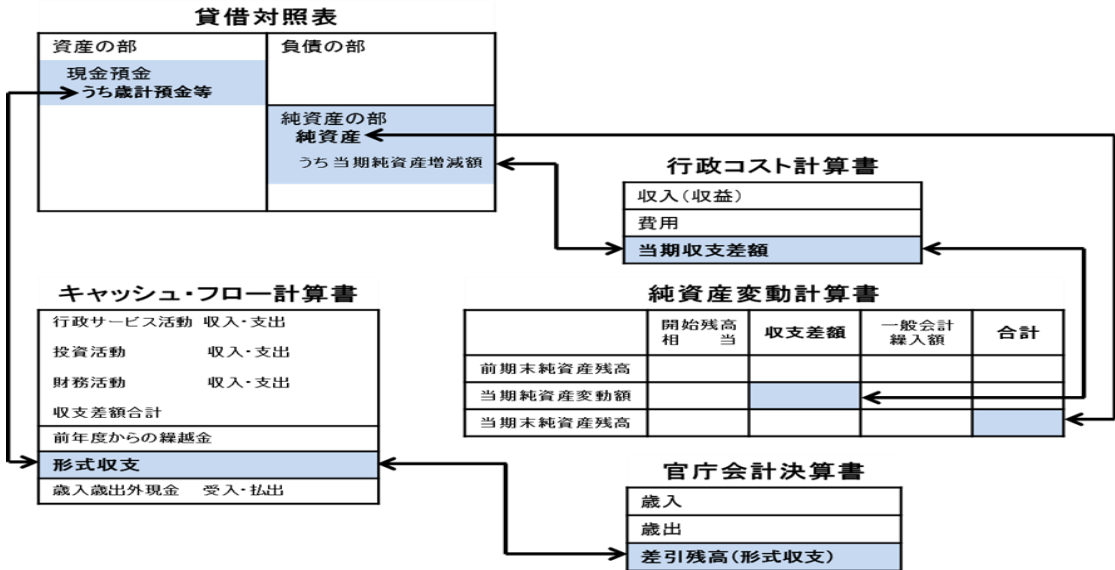 貸借対照表
資産の部
負債の部
現金預金
うち歳計預金等
純資産の部
純資産
うち当期純資産増減額
行政コスト計算書
収入(収益)
費用
当期収支差額
キャッシュ・フロー計算書
行政サービス活動 収入・支出
投資活動 収入・支出
財務活動 収入・支出
収支差額合計
前年度からの繰越金
形式収支
歳入歳出外現金 受入・払出
純資産変動計算書
開始残高
相 当
収支差額
一般会計
繰入額
合計
前期末純資産残高
当期純資産変動額
当期末純資産残高
官庁会計決算書
歳入
歳出
差引残高(形式収支)